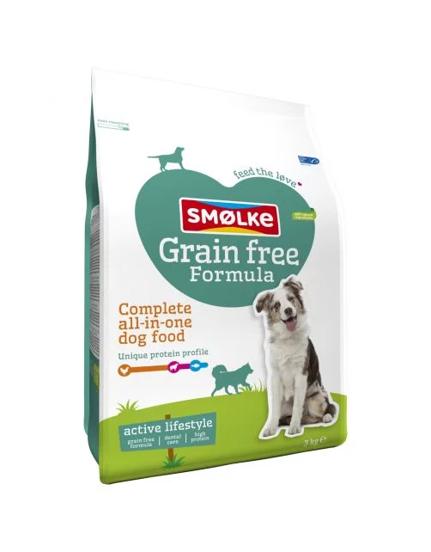 feed the løve
SMØLKE
Grain free
Formula
Complete
all-in-one
dog food
Unique protein profile
active lifestyle
grain free
formula
dental
care
high
protein